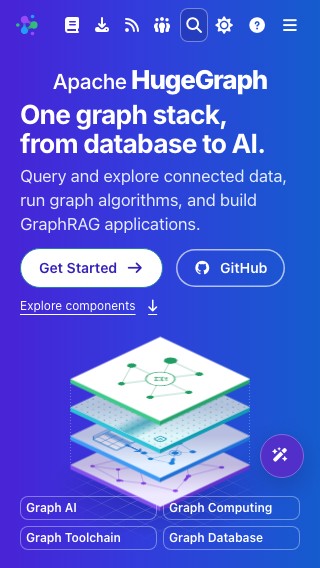 Apache HugeGraph
One graph stack,
from database to AI.
Query and explore connected data,
run graph algorithms, and build
GraphRAG applications.
Get Started
GitHub
Explore components
Graph AI
Graph Computing
Graph Toolchain
Graph Database